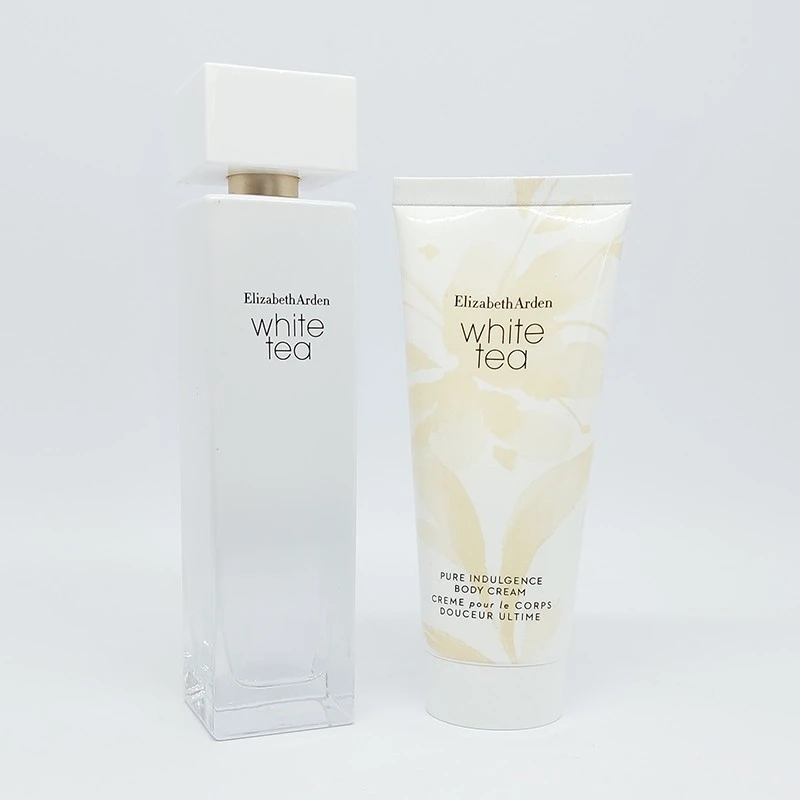 ElizabethArden
white
tea
ElizabethArden
white
tea
PURE INDULGENCE
BODY CREAM
CREME pour le CORPS
DOUCEUR ULTIME